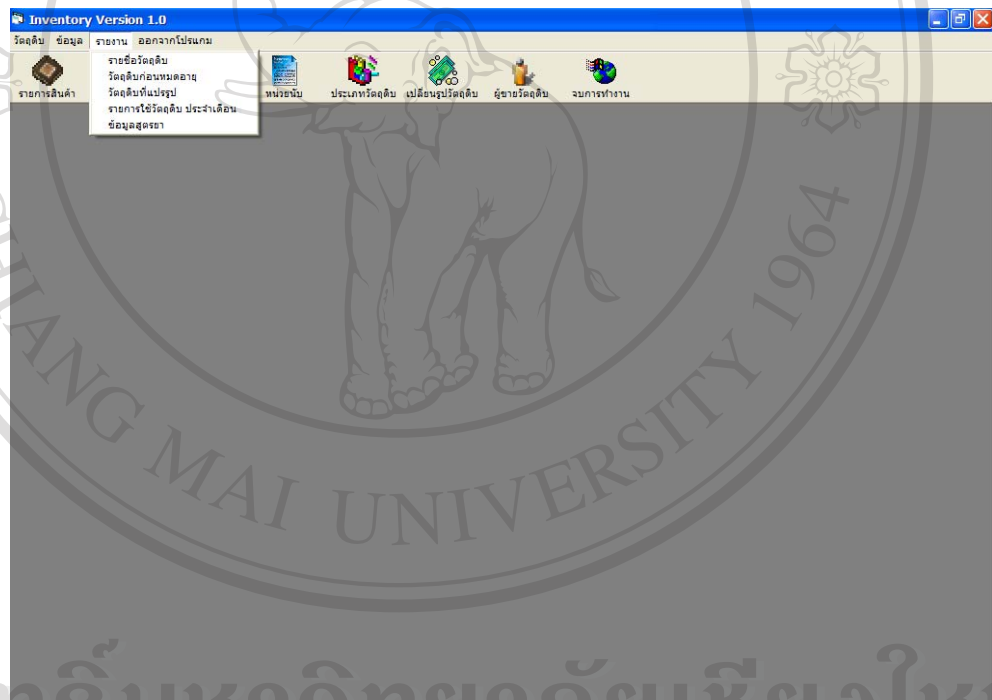 Inventory Version 1.0
วัตถุดิบ ข้อมูล รายงาน ออกจากโปรแกม
รายชื่อวัตถุดิบ
วัตถุดิบก่อนหมดอายุ
วัตถุดิบที่แปรรูป
รายการใช้วัตถุดิบ ประจำเดือน
ข้อมูลสูตรยา
รายการสินค้า หน่วยนับ ประเภทวัตถุดิบ เปลี่ยนรูปวัตถุดิบ ผู้ขายวัตถุดิบ จบการทำงาน
CHIANG MAI UNIVERSITY 1964